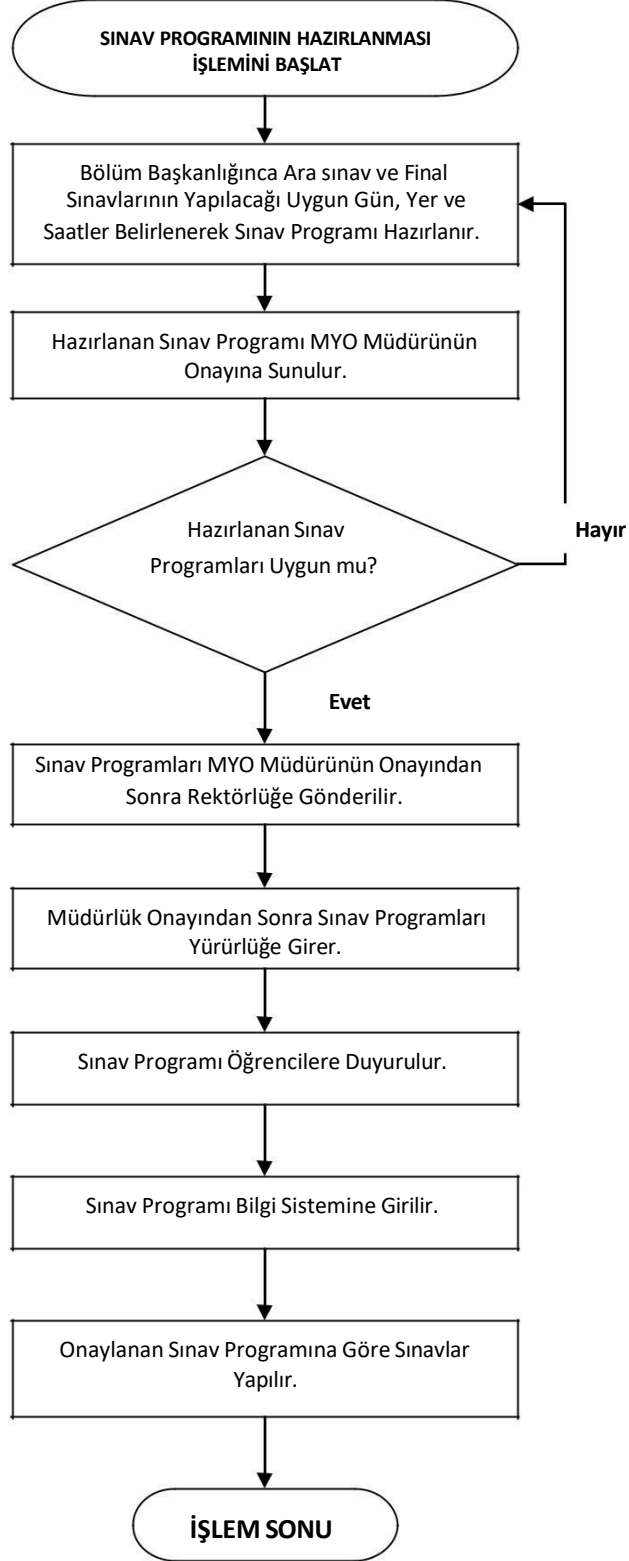 SINAV PROGRAMININ HAZIRLANMASI
İŞLEMİNİ BAŞLAT
Bölüm Başkanlığınca Ara sınav ve Final
Sınavlarının Yapılacağı Uygun Gün, Yer ve
Saatler Belirlenerek Sınav Programı Hazırlanır.
Hazırlanan Sınav Programı MYO Müdürünün
Onayına Sunulur.
Hazırlanan Sınav
Programları Uygun mu?
Hayır
Evet
Sınav Programları MYO Müdürünün Onayından
Sonra Rektörlüğe Gönderilir.
Müdürlük Onayından Sonra Sınav Programları
Yürürlüğe Girer.
Sınav Programı Öğrencilere Duyurulur.
Sınav Programı Bilgi Sistemine Girilir.
Onaylanan Sınav Programına Göre Sınavlar
Yapılır.
İŞLEM SONU